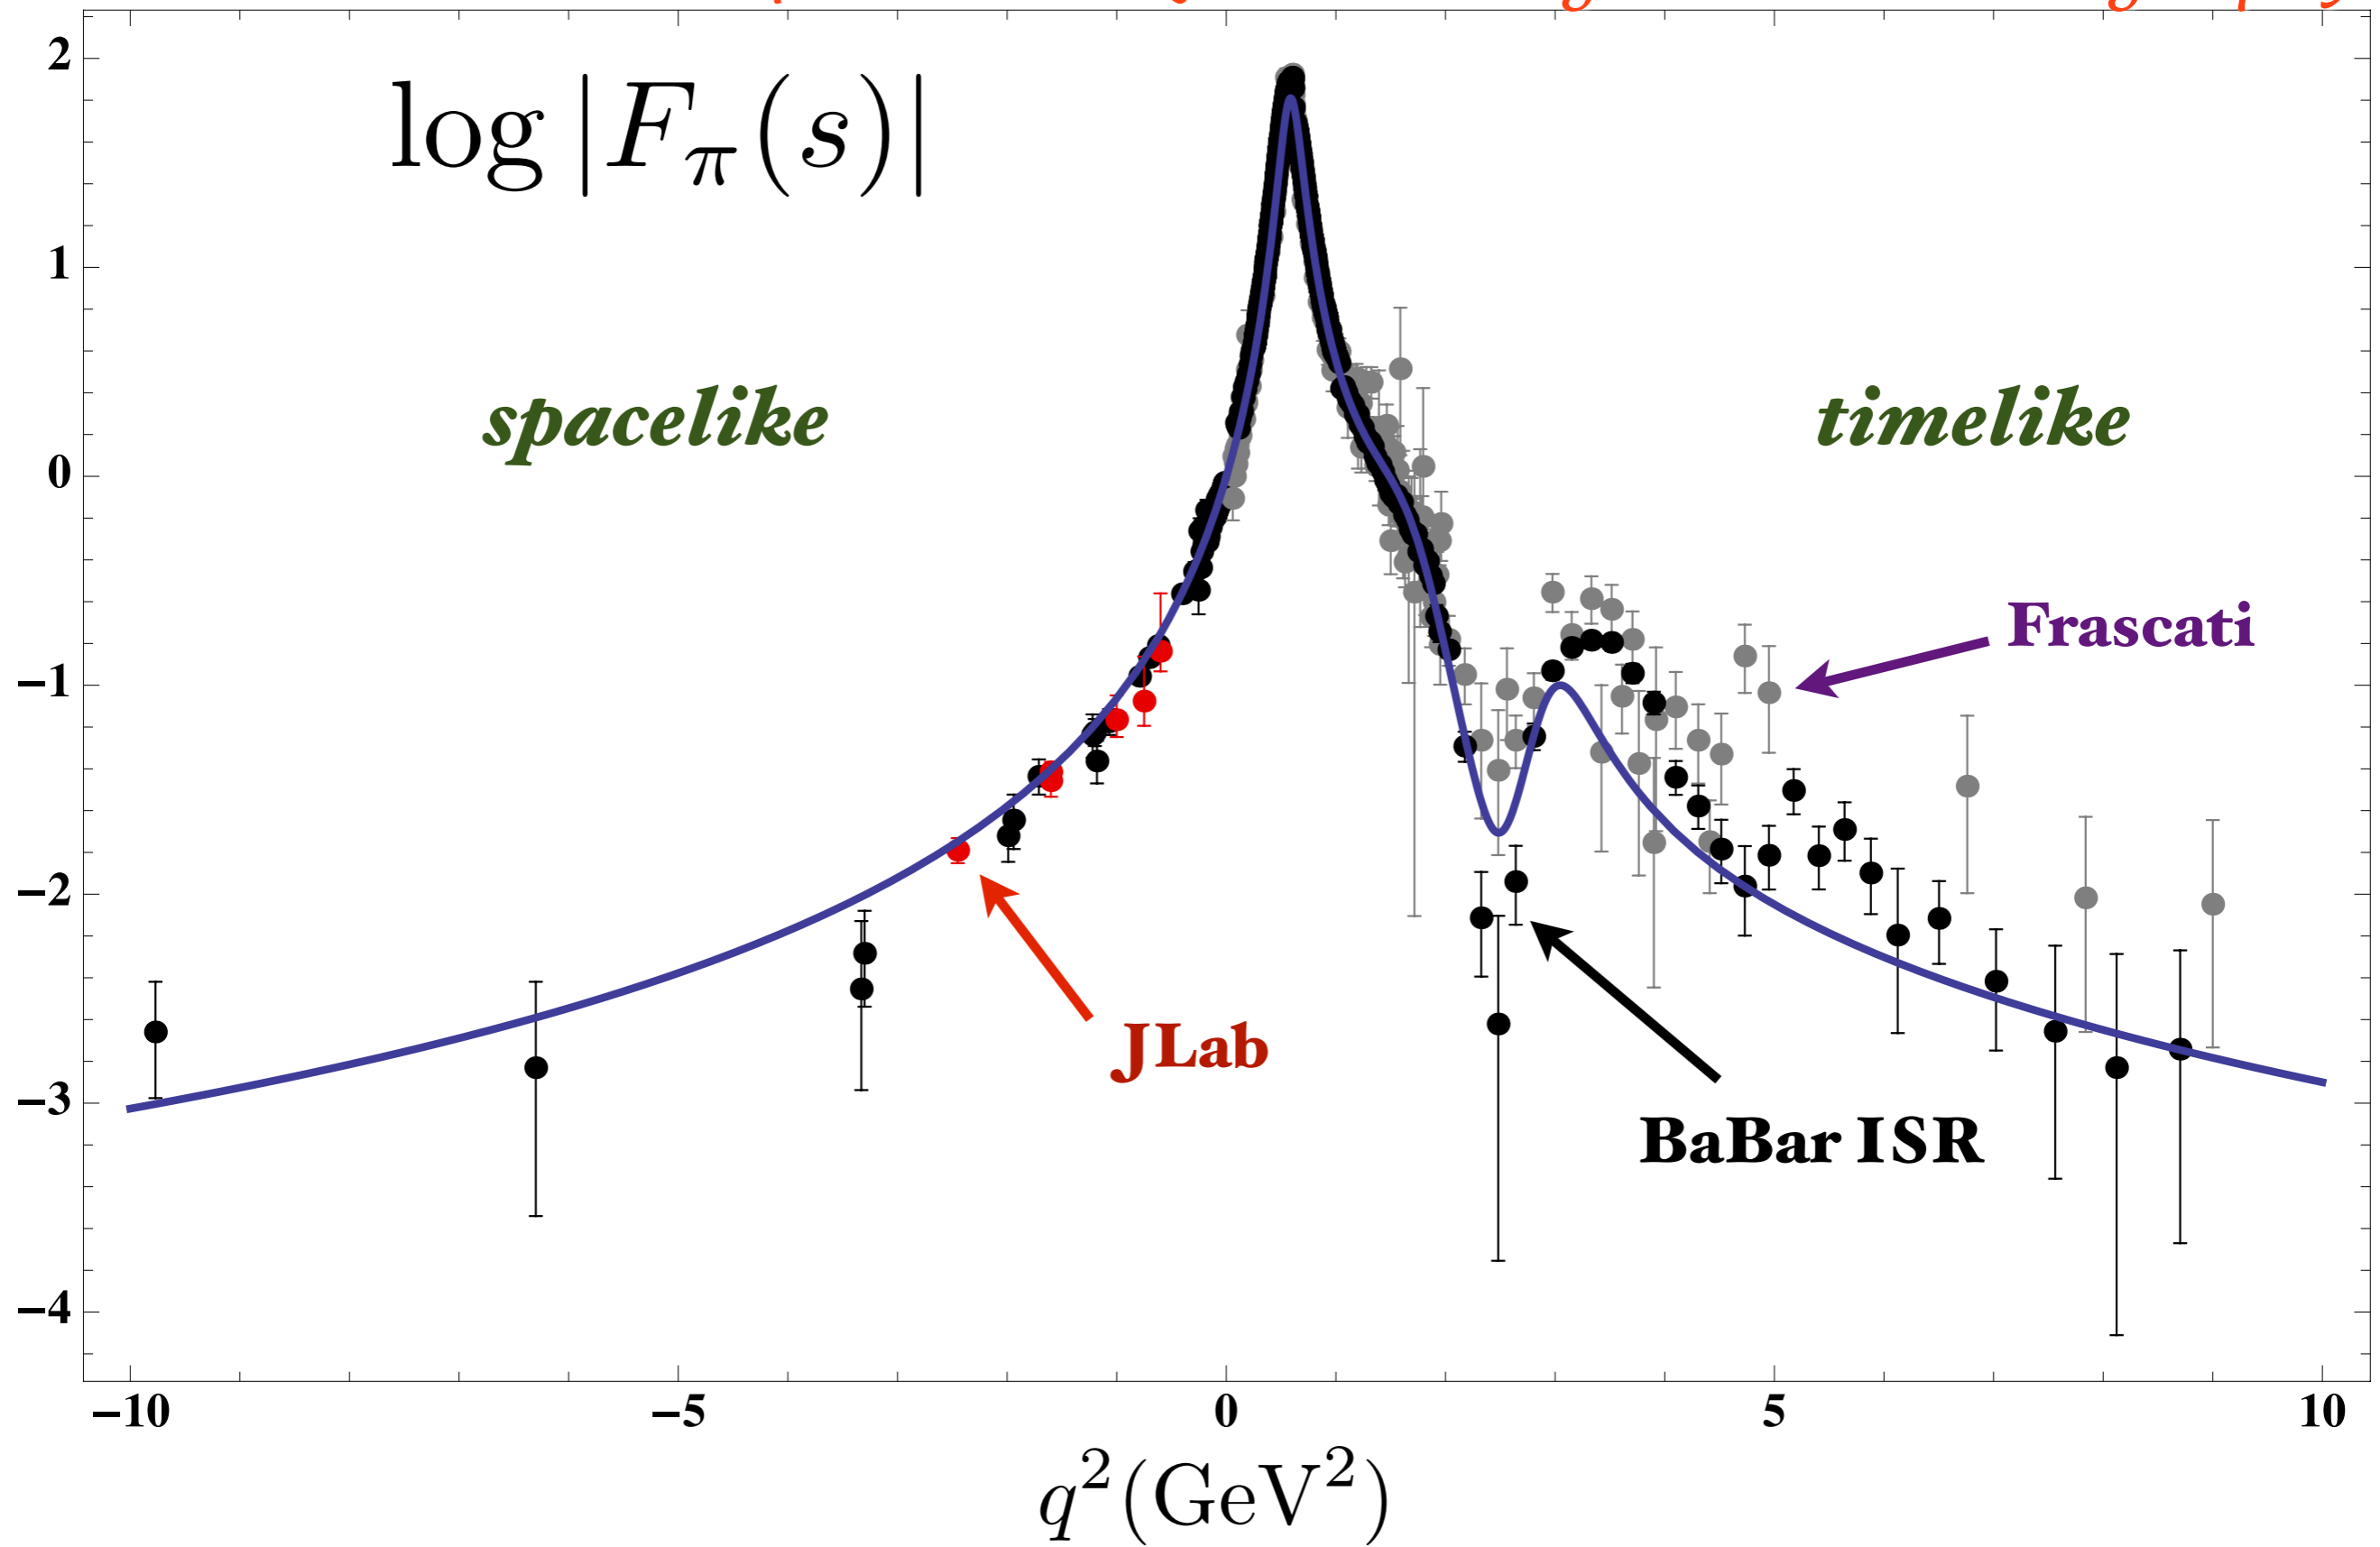 2
log |Fπ(s)|
1
spacelike
timelike
0
Frascati
−1
−2
JLab
−3
BaBar ISR
−4
−10 −5 0 5 10
q²(GeV²)